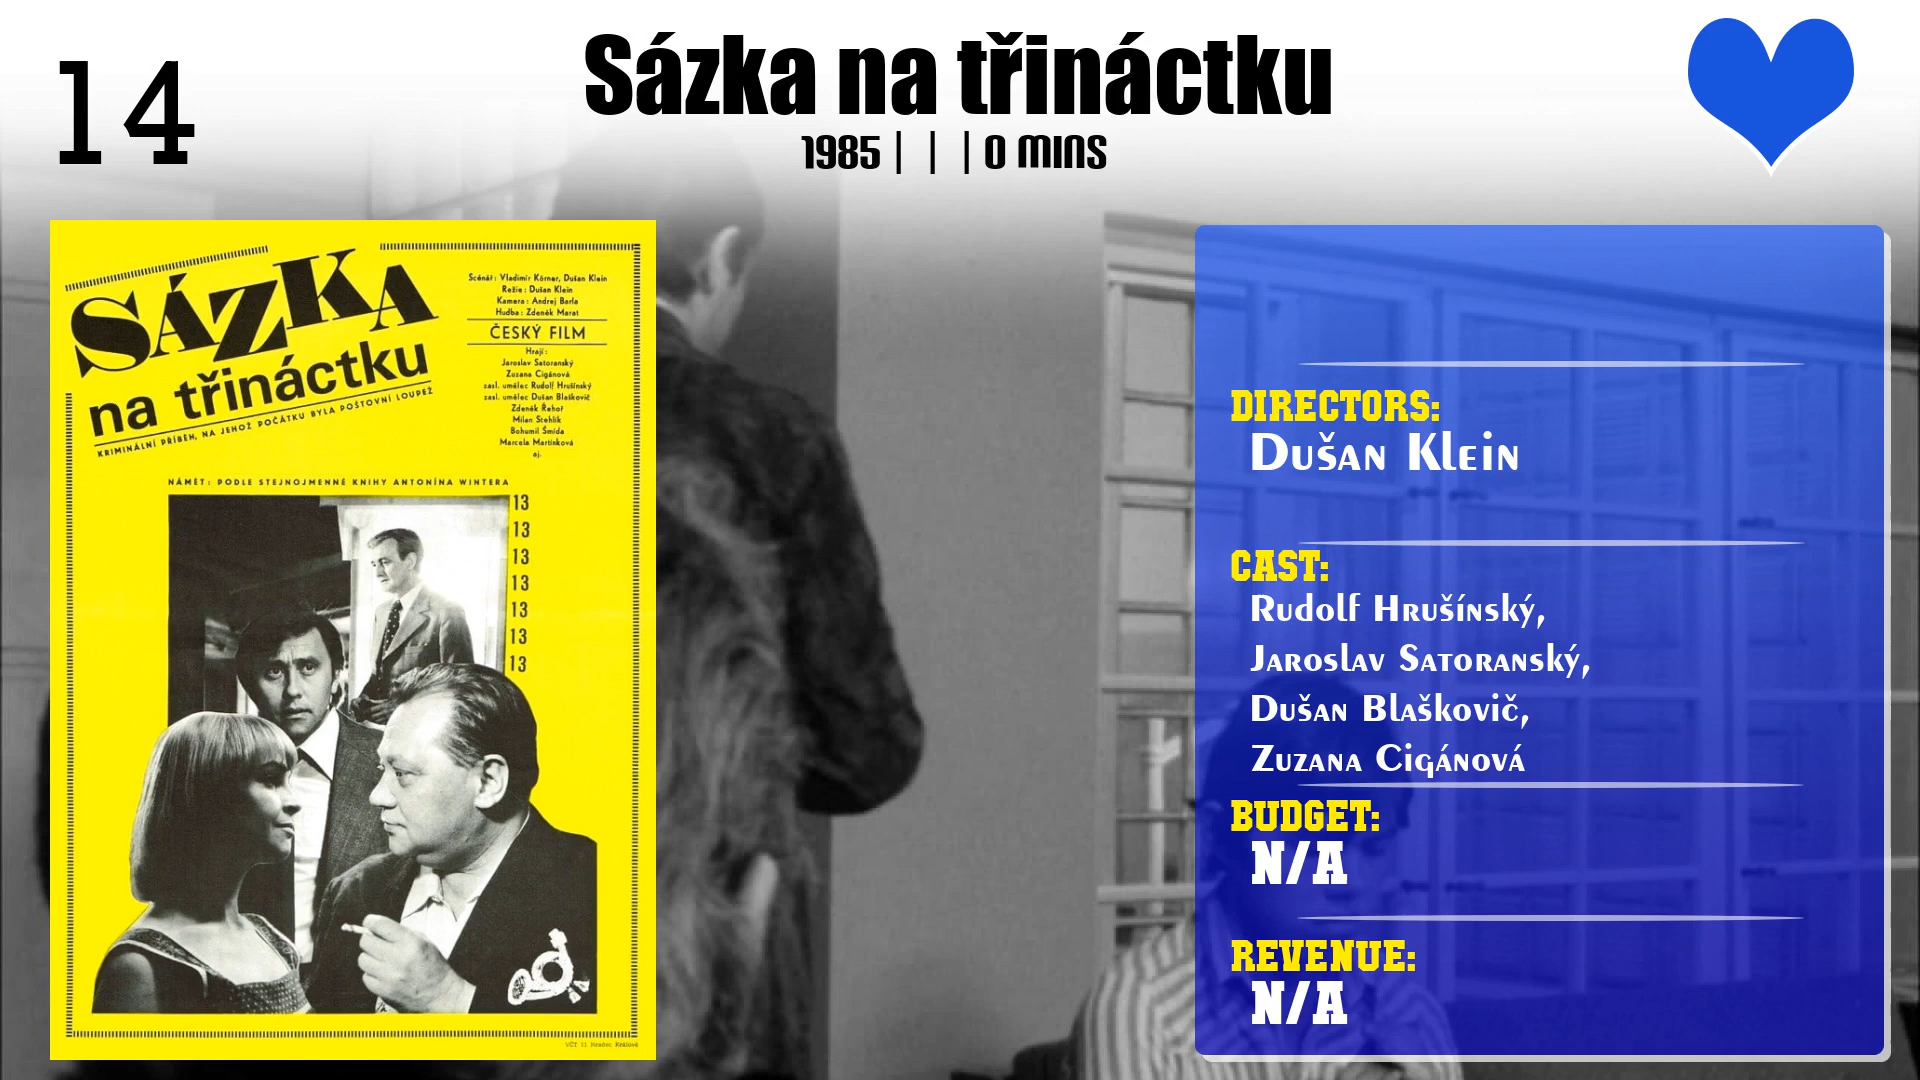 14
Sázka na třináctku
1985 | | | 0 MINS
SÁZKA
na třináctku
KRIMINÁLNÍ PŘÍBĚH, NA JEHOŽ POČÁTKU BYLA POŠTOVNÍ LOUPEŽ
Scénář: Vladimír Körner, Dušan Klein
Režie: Dušan Klein
Kamera: Andrej Barla
Hudba: Zdeněk Marat
ČESKÝ FILM
Hrají:
Jaroslav Satoranský
Zuzana Cigánová
zasl. umělec Rudolf Hrušínský
zasl. umělec Dušan Blaškovič
Zdeněk Řehoř
Milan Stehlík
Bohumil Šmída
Marcela Martínková
aj.
NÁMĚT: PODLE STEJNOJMENNÉ KNIHY ANTONÍNA WINTERA
13
13
13
13
13
13
13
VČT 11 Hradec Králové
DIRECTORS:
Dušan Klein
CAST:
Rudolf Hrušínský,
Jaroslav Satoranský,
Dušan Blaškovič,
Zuzana Cigánová
BUDGET:
N/A
REVENUE:
N/A